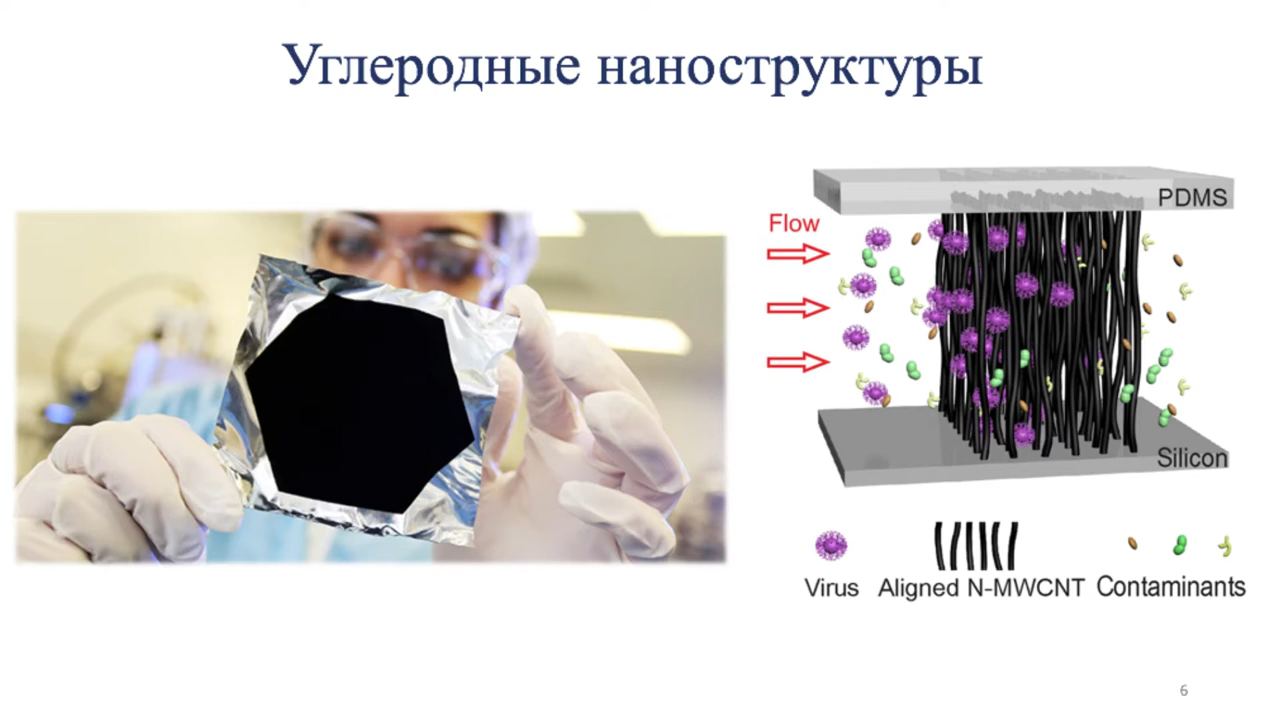 Углеродные наноструктуры
PDMS
Flow
Silicon
Virus
Aligned N-MWCNT
Contaminants
6